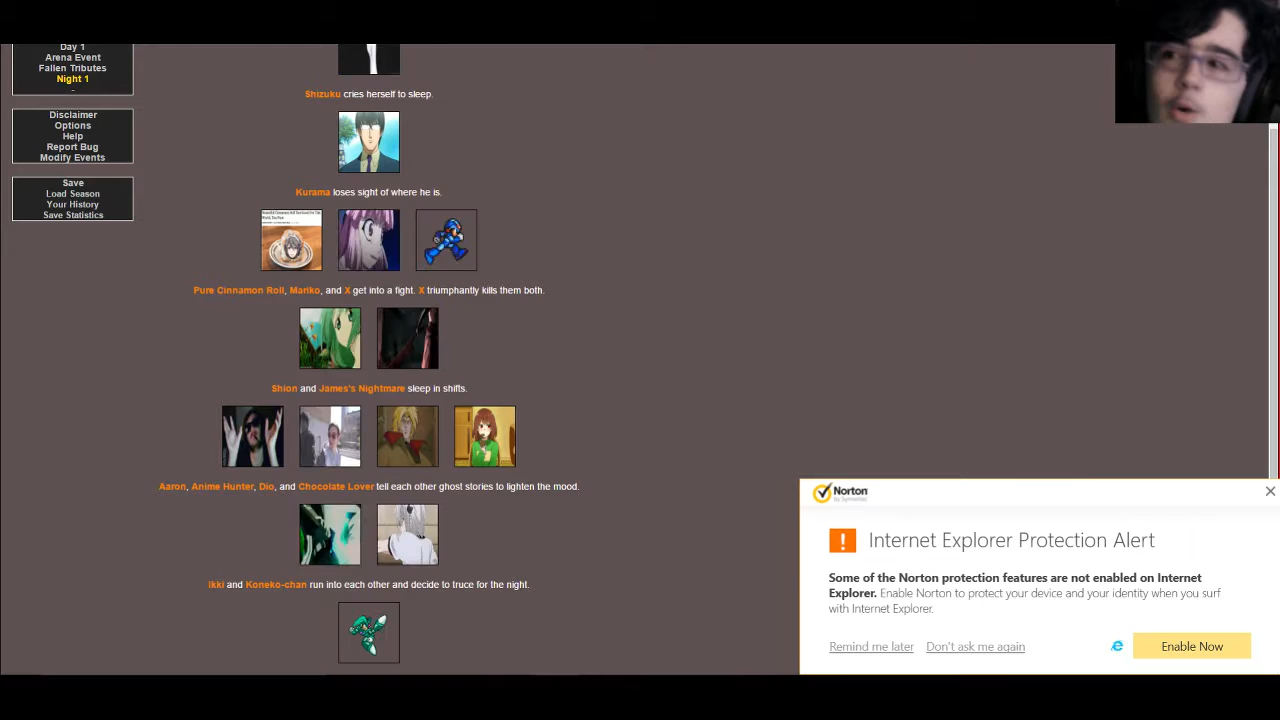 Day 1
Arena Event
Fallen Tributes
Night 1
-
Disclaimer
Options
Help
Report Bug
Modify Events
Save
Load Season
Your History
Save Statistics
Shizuku cries herself to sleep.
Kurama loses sight of where he is.
Pure Cinnamon Roll, Mariko, and X get into a fight. X triumphantly kills them both.
Shion and James's Nightmare sleep in shifts.
Aaron, Anime Hunter, Dio, and Chocolate Lover tell each other ghost stories to lighten the mood.
Ikki and Koneko-chan run into each other and decide to truce for the night.
Norton
by Symantec
Internet Explorer Protection Alert
Some of the Norton protection features are not enabled on Internet
Explorer. Enable Norton to protect your device and your identity when you surf
with Internet Explorer.
Remind me later Don't ask me again Enable Now